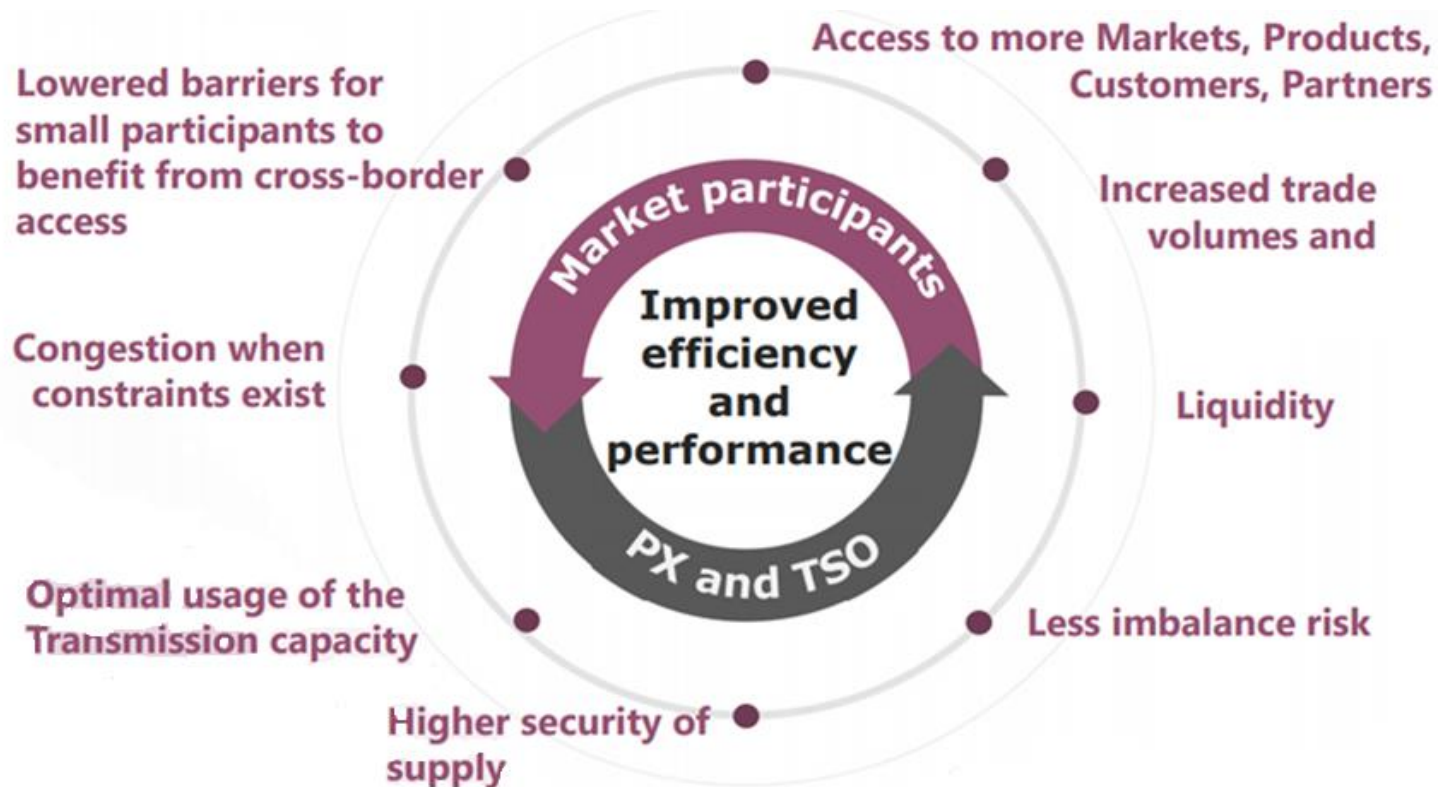 Access to more Markets, Products,
Customers, Partners
Lowered barriers for
small participants to
benefit from cross-border
access
Increased trade
volumes and
Market participants
Improved
efficiency
and
performance
PX and TSO
Congestion when
constraints exist
Liquidity
Optimal usage of the
Transmission capacity
Less imbalance risk
Higher security of
supply